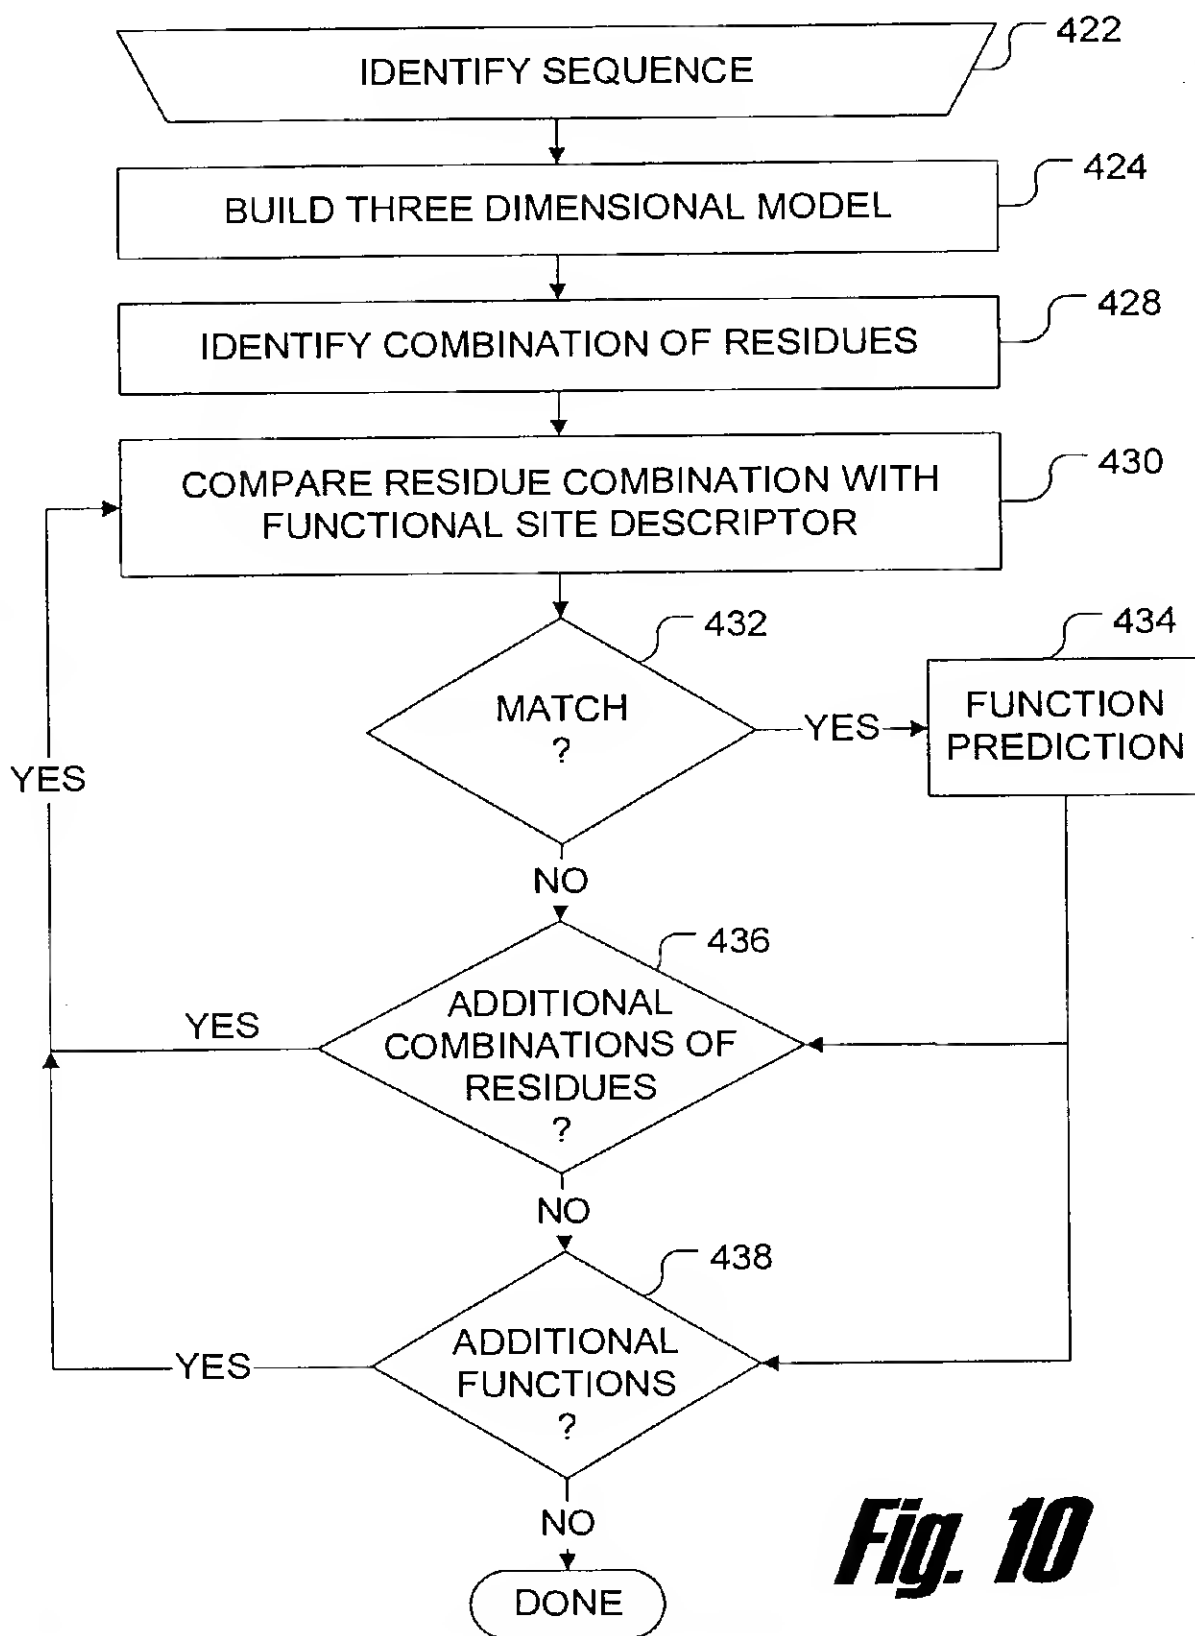 IDENTIFY SEQUENCE
422
BUILD THREE DIMENSIONAL MODEL
424
IDENTIFY COMBINATION OF RESIDUES
428
COMPARE RESIDUE COMBINATION WITH
FUNCTIONAL SITE DESCRIPTOR
430
MATCH
?
432
YES
FUNCTION
PREDICTION
434
YES
NO
ADDITIONAL
COMBINATIONS OF
RESIDUES
?
436
YES
NO
ADDITIONAL
FUNCTIONS
?
438
YES
NO
DONE
Fig. 10